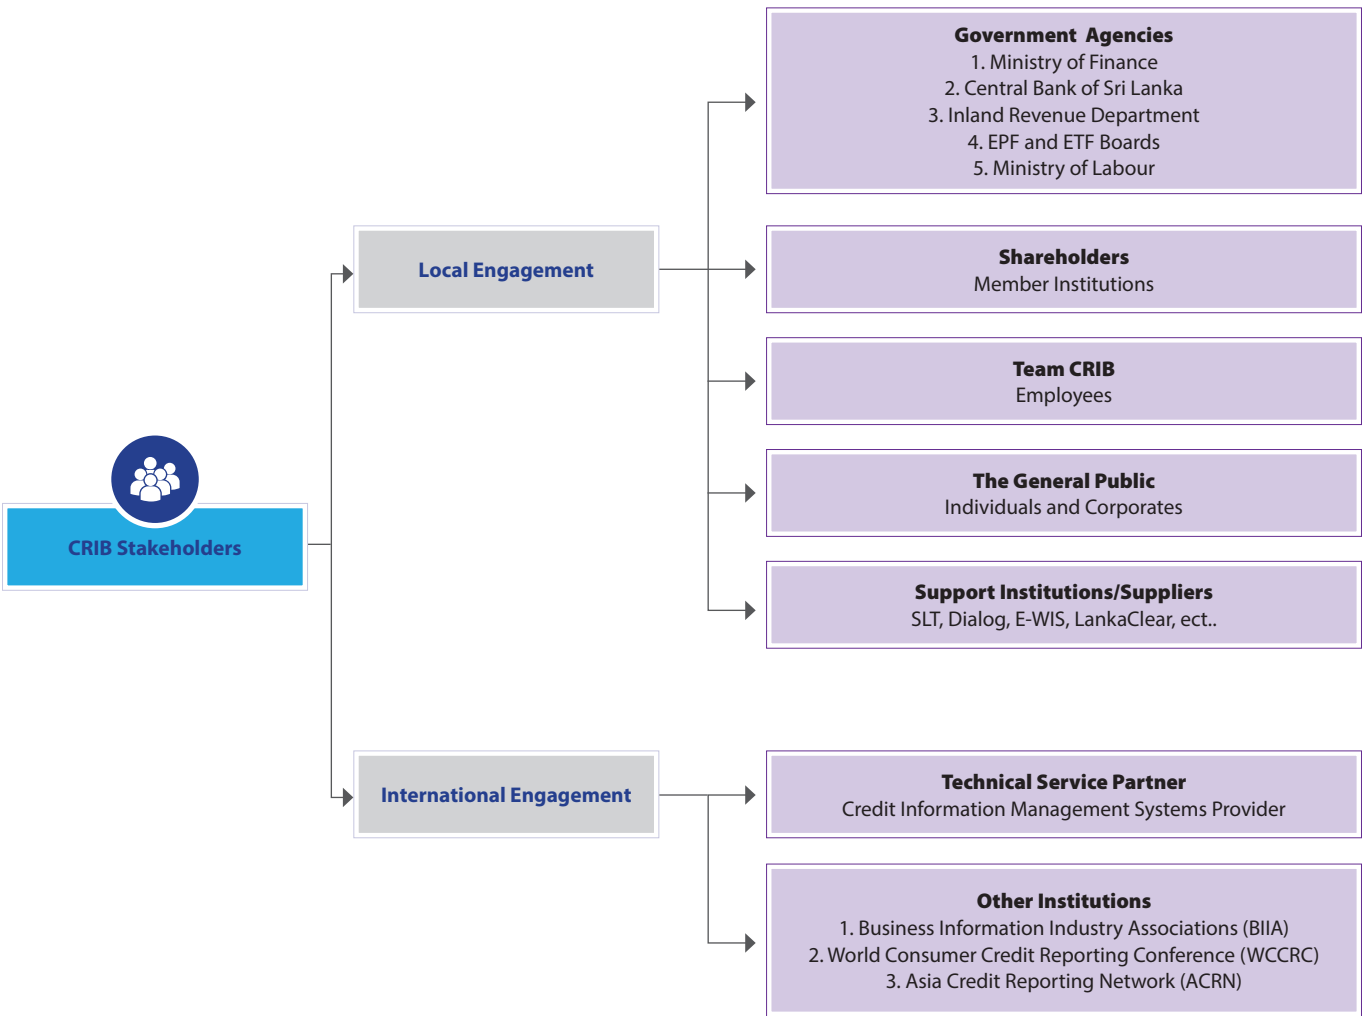 CRIB Stakeholders
Local Engagement
Government Agencies
1. Ministry of Finance
2. Central Bank of Sri Lanka
3. Inland Revenue Department
4. EPF and ETF Boards
5. Ministry of Labour
Shareholders
Member Institutions
Team CRIB
Employees
The General Public
Individuals and Corporates
Support Institutions/Suppliers
SLT, Dialog, E-WIS, LankaClear, ect..
International Engagement
Technical Service Partner
Credit Information Management Systems Provider
Other Institutions
1. Business Information Industry Associations (BIIA)
2. World Consumer Credit Reporting Conference (WCCRC)
3. Asia Credit Reporting Network (ACRN)